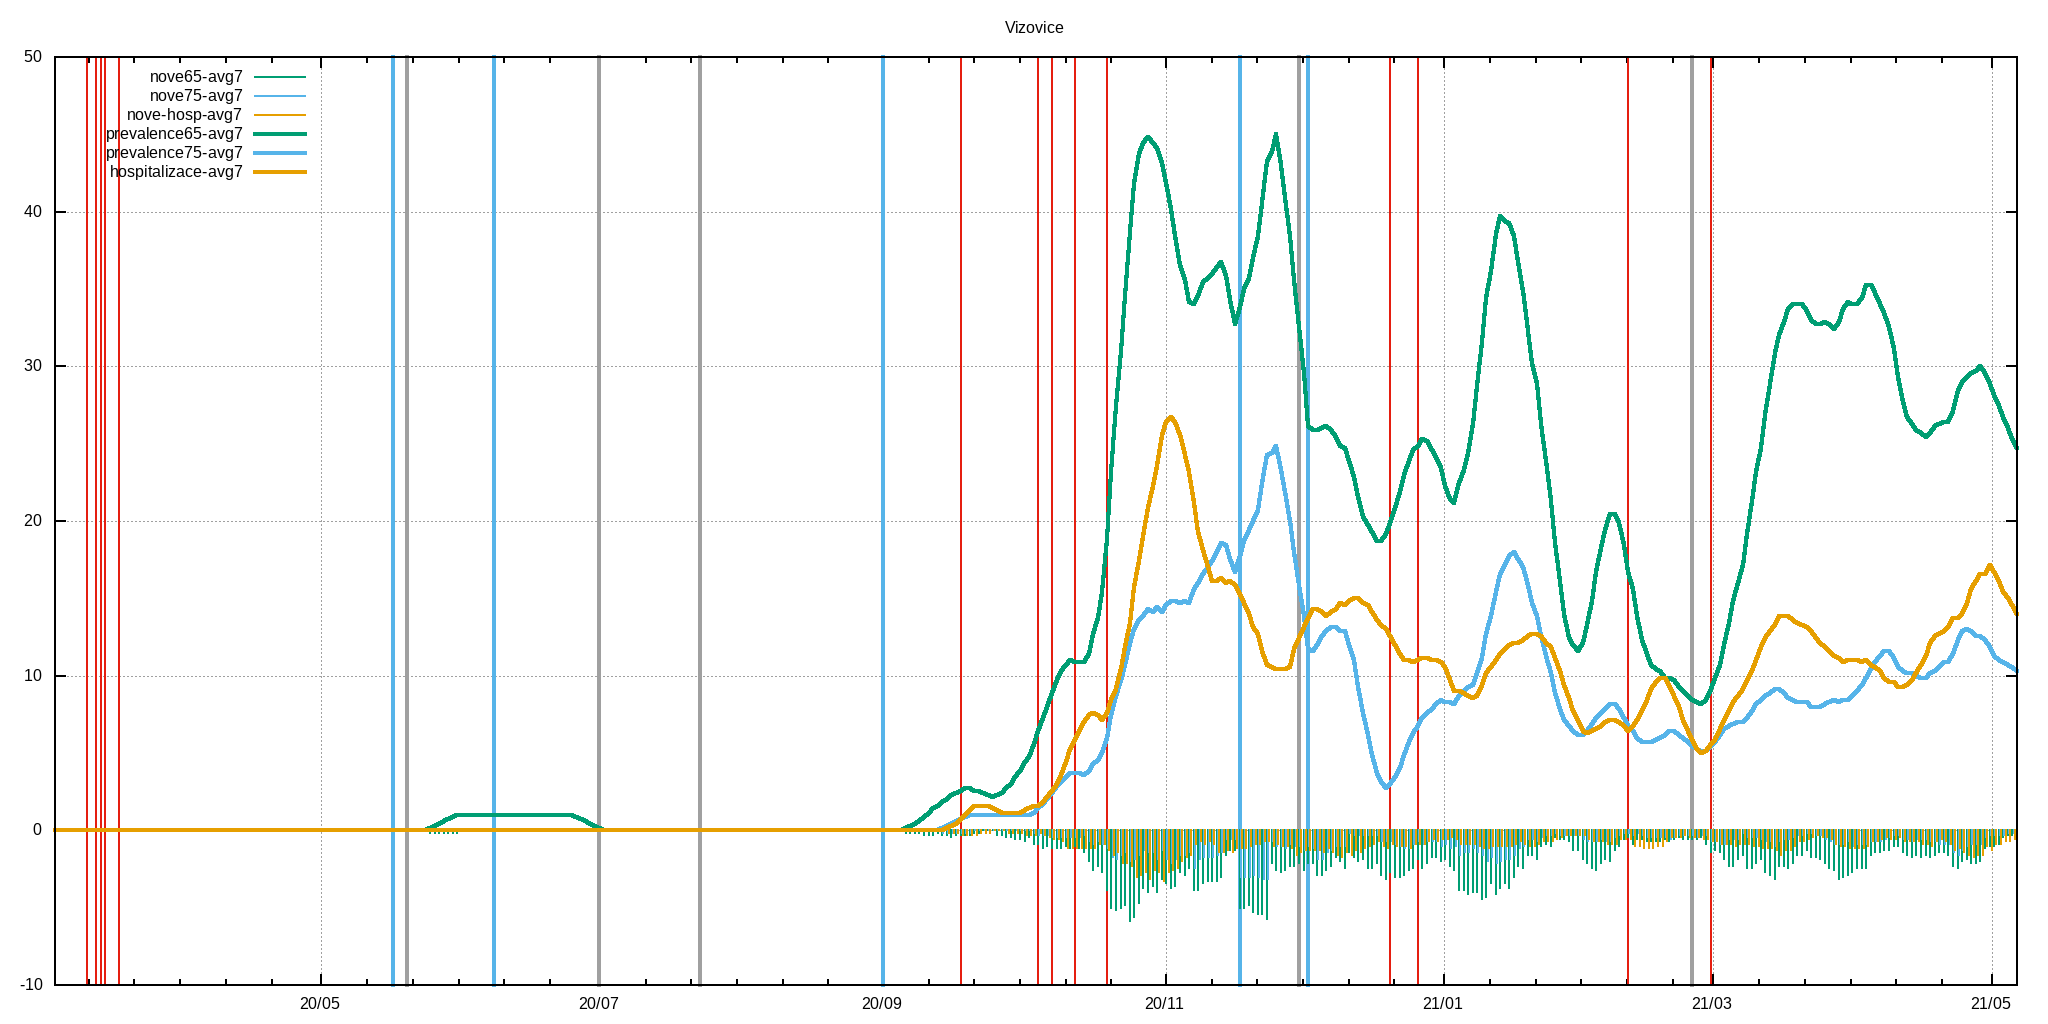 Vizovice
50
40
30
20
10
0
-10
nove65-avg7
nove75-avg7
nove-hosp-avg7
prevalence65-avg7
prevalence75-avg7
hospitalizace-avg7
20/05 20/07 20/09 20/11 21/01 21/03 21/05